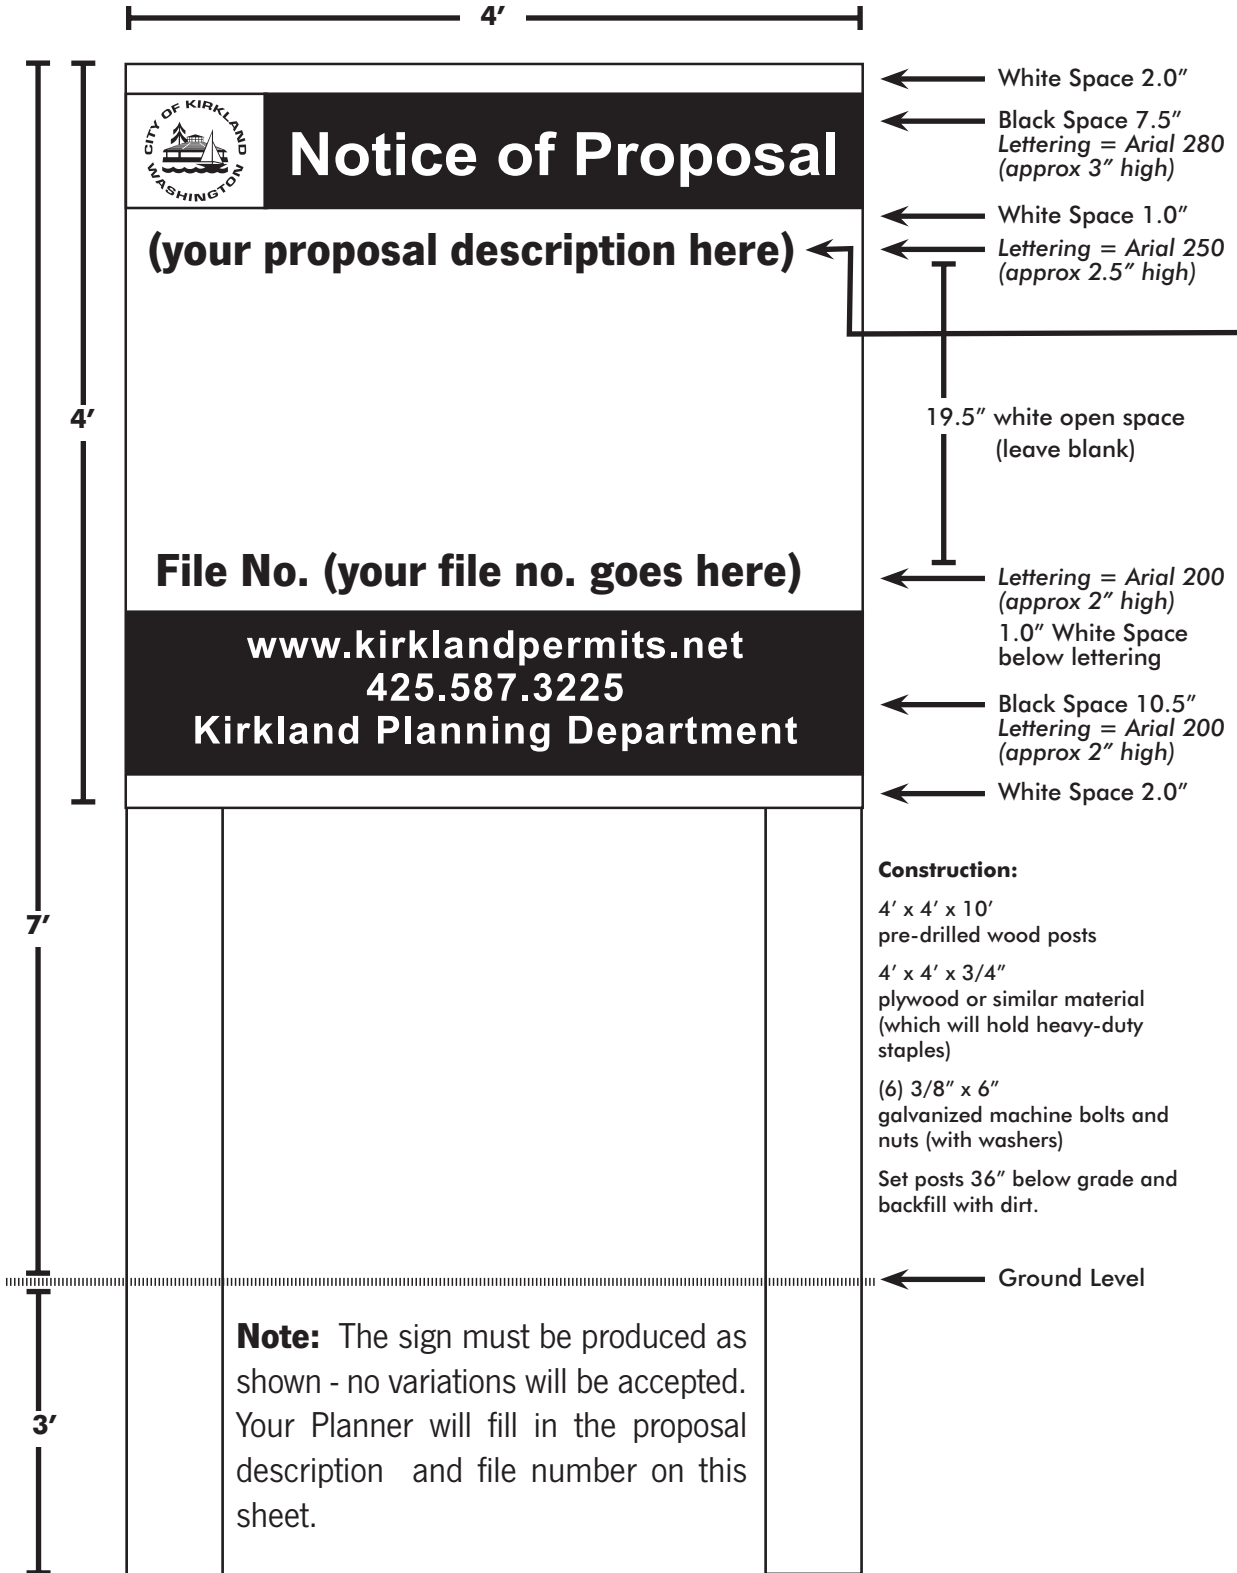 4′
White Space 2.0″
CITY OF KIRKLAND
WASHINGTON
Notice of Proposal
Black Space 7.5″
Lettering = Arial 280
(approx 3″ high)
White Space 1.0″
(your proposal description here)
Lettering = Arial 250
(approx 2.5″ high)
4′
19.5″ white open space
(leave blank)
File No. (your file no. goes here)
Lettering = Arial 200
(approx 2″ high)
1.0″ White Space
below lettering
www.kirklandpermits.net
425.587.3225
Kirkland Planning Department
Black Space 10.5″
Lettering = Arial 200
(approx 2″ high)
White Space 2.0″
Construction:
4′ x 4′ x 10′
pre-drilled wood posts
4′ x 4′ x 3/4″
plywood or similar material
(which will hold heavy-duty
staples)
(6) 3/8″ x 6″
galvanized machine bolts and
nuts (with washers)
Set posts 36″ below grade and
backfill with dirt.
7′
Ground Level
Note: The sign must be produced as
shown - no variations will be accepted.
Your Planner will fill in the proposal
description and file number on this
sheet.
3′